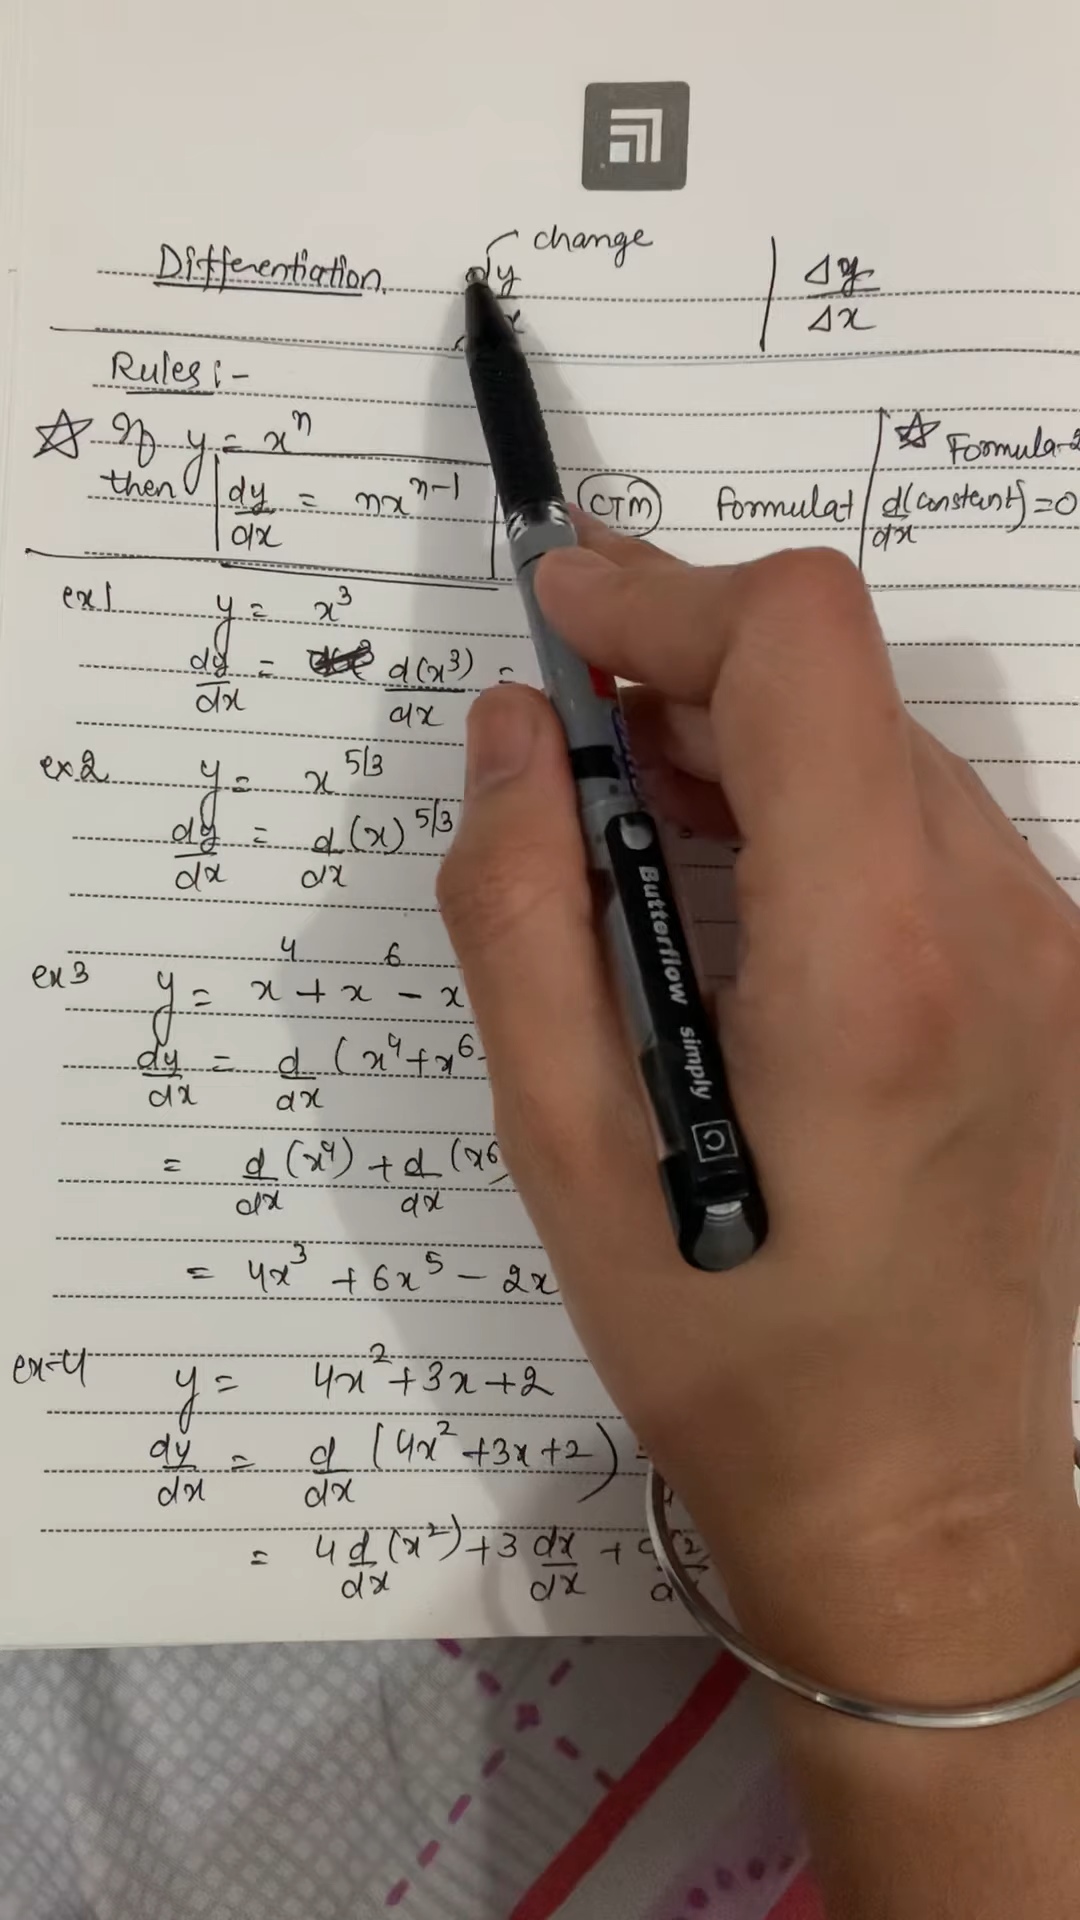 change
Differentiation. dy | Δy
x Δx
Rules :-
☆ If y = x^n ☆ Formula-2
then dy/dx = nx^(n-1) GTM Formula1 d/dx (constant) = 0
ex1 y = x^3
dy/dx = d(x^3)/dx =
ex2 y = x^5/3
dy/dx = d/dx (x)^5/3
ex3 y = x^4 + x^6 - x
dy/dx = d/dx (x^4 + x^6 -
= d/dx (x^4) + d/dx (x^6
= 4x^3 + 6x^5 - 2x
ex-4 y = 4x^2 + 3x + 2
dy/dx = d/dx (4x^2 + 3x + 2) =
= 4 d/dx (x^2) + 3 dx/dx +
Butterflow simply